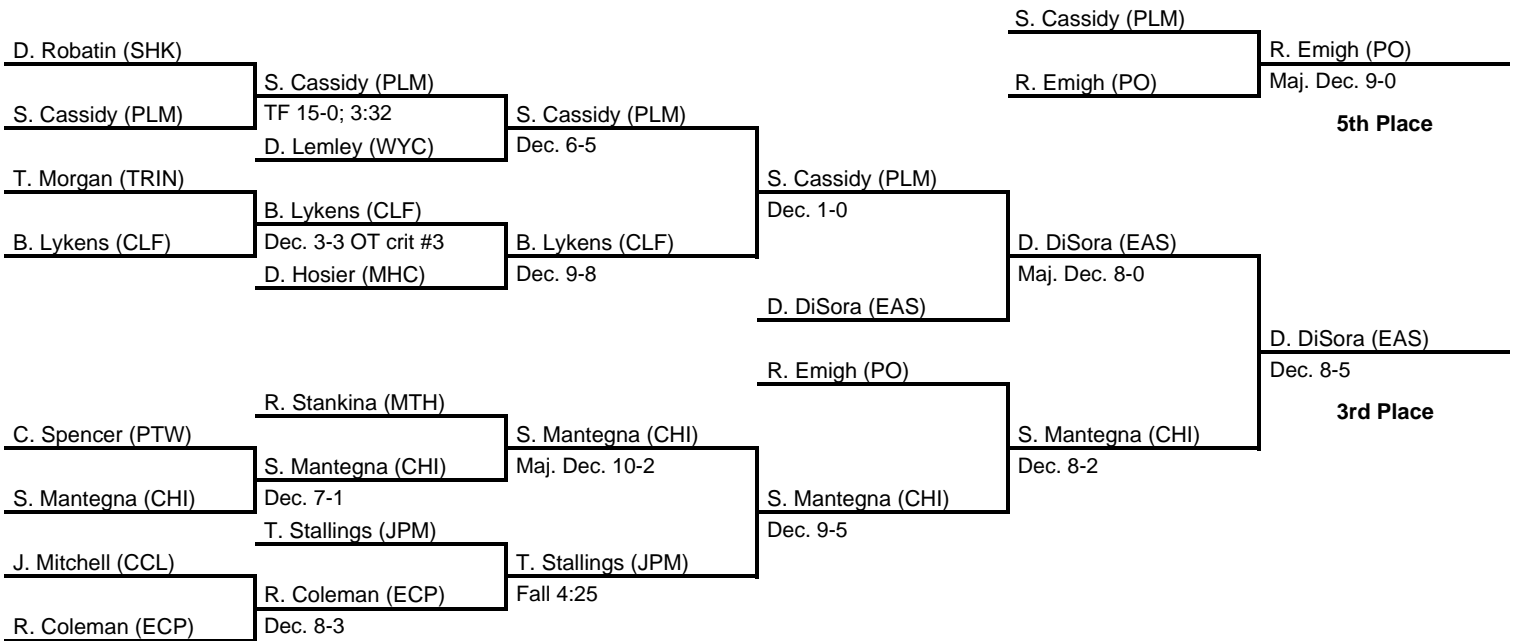 S. Cassidy (PLM)
D. Robatin (SHK)
R. Emigh (PO)
S. Cassidy (PLM)
R. Emigh (PO)
Maj. Dec. 9-0
S. Cassidy (PLM)
TF 15-0; 3:32
S. Cassidy (PLM)
5th Place
D. Lemley (WYC)
Dec. 6-5
T. Morgan (TRIN)
S. Cassidy (PLM)
B. Lykens (CLF)
Dec. 1-0
B. Lykens (CLF)
Dec. 3-3 OT crit #3
B. Lykens (CLF)
D. DiSora (EAS)
D. Hosier (MHC)
Dec. 9-8
Maj. Dec. 8-0
D. DiSora (EAS)
D. DiSora (EAS)
R. Emigh (PO)
Dec. 8-5
R. Stankina (MTH)
3rd Place
C. Spencer (PTW)
S. Mantegna (CHI)
S. Mantegna (CHI)
S. Mantegna (CHI)
Maj. Dec. 10-2
Dec. 8-2
S. Mantegna (CHI)
Dec. 7-1
S. Mantegna (CHI)
T. Stallings (JPM)
Dec. 9-5
J. Mitchell (CCL)
T. Stallings (JPM)
R. Coleman (ECP)
Fall 4:25
R. Coleman (ECP)
Dec. 8-3